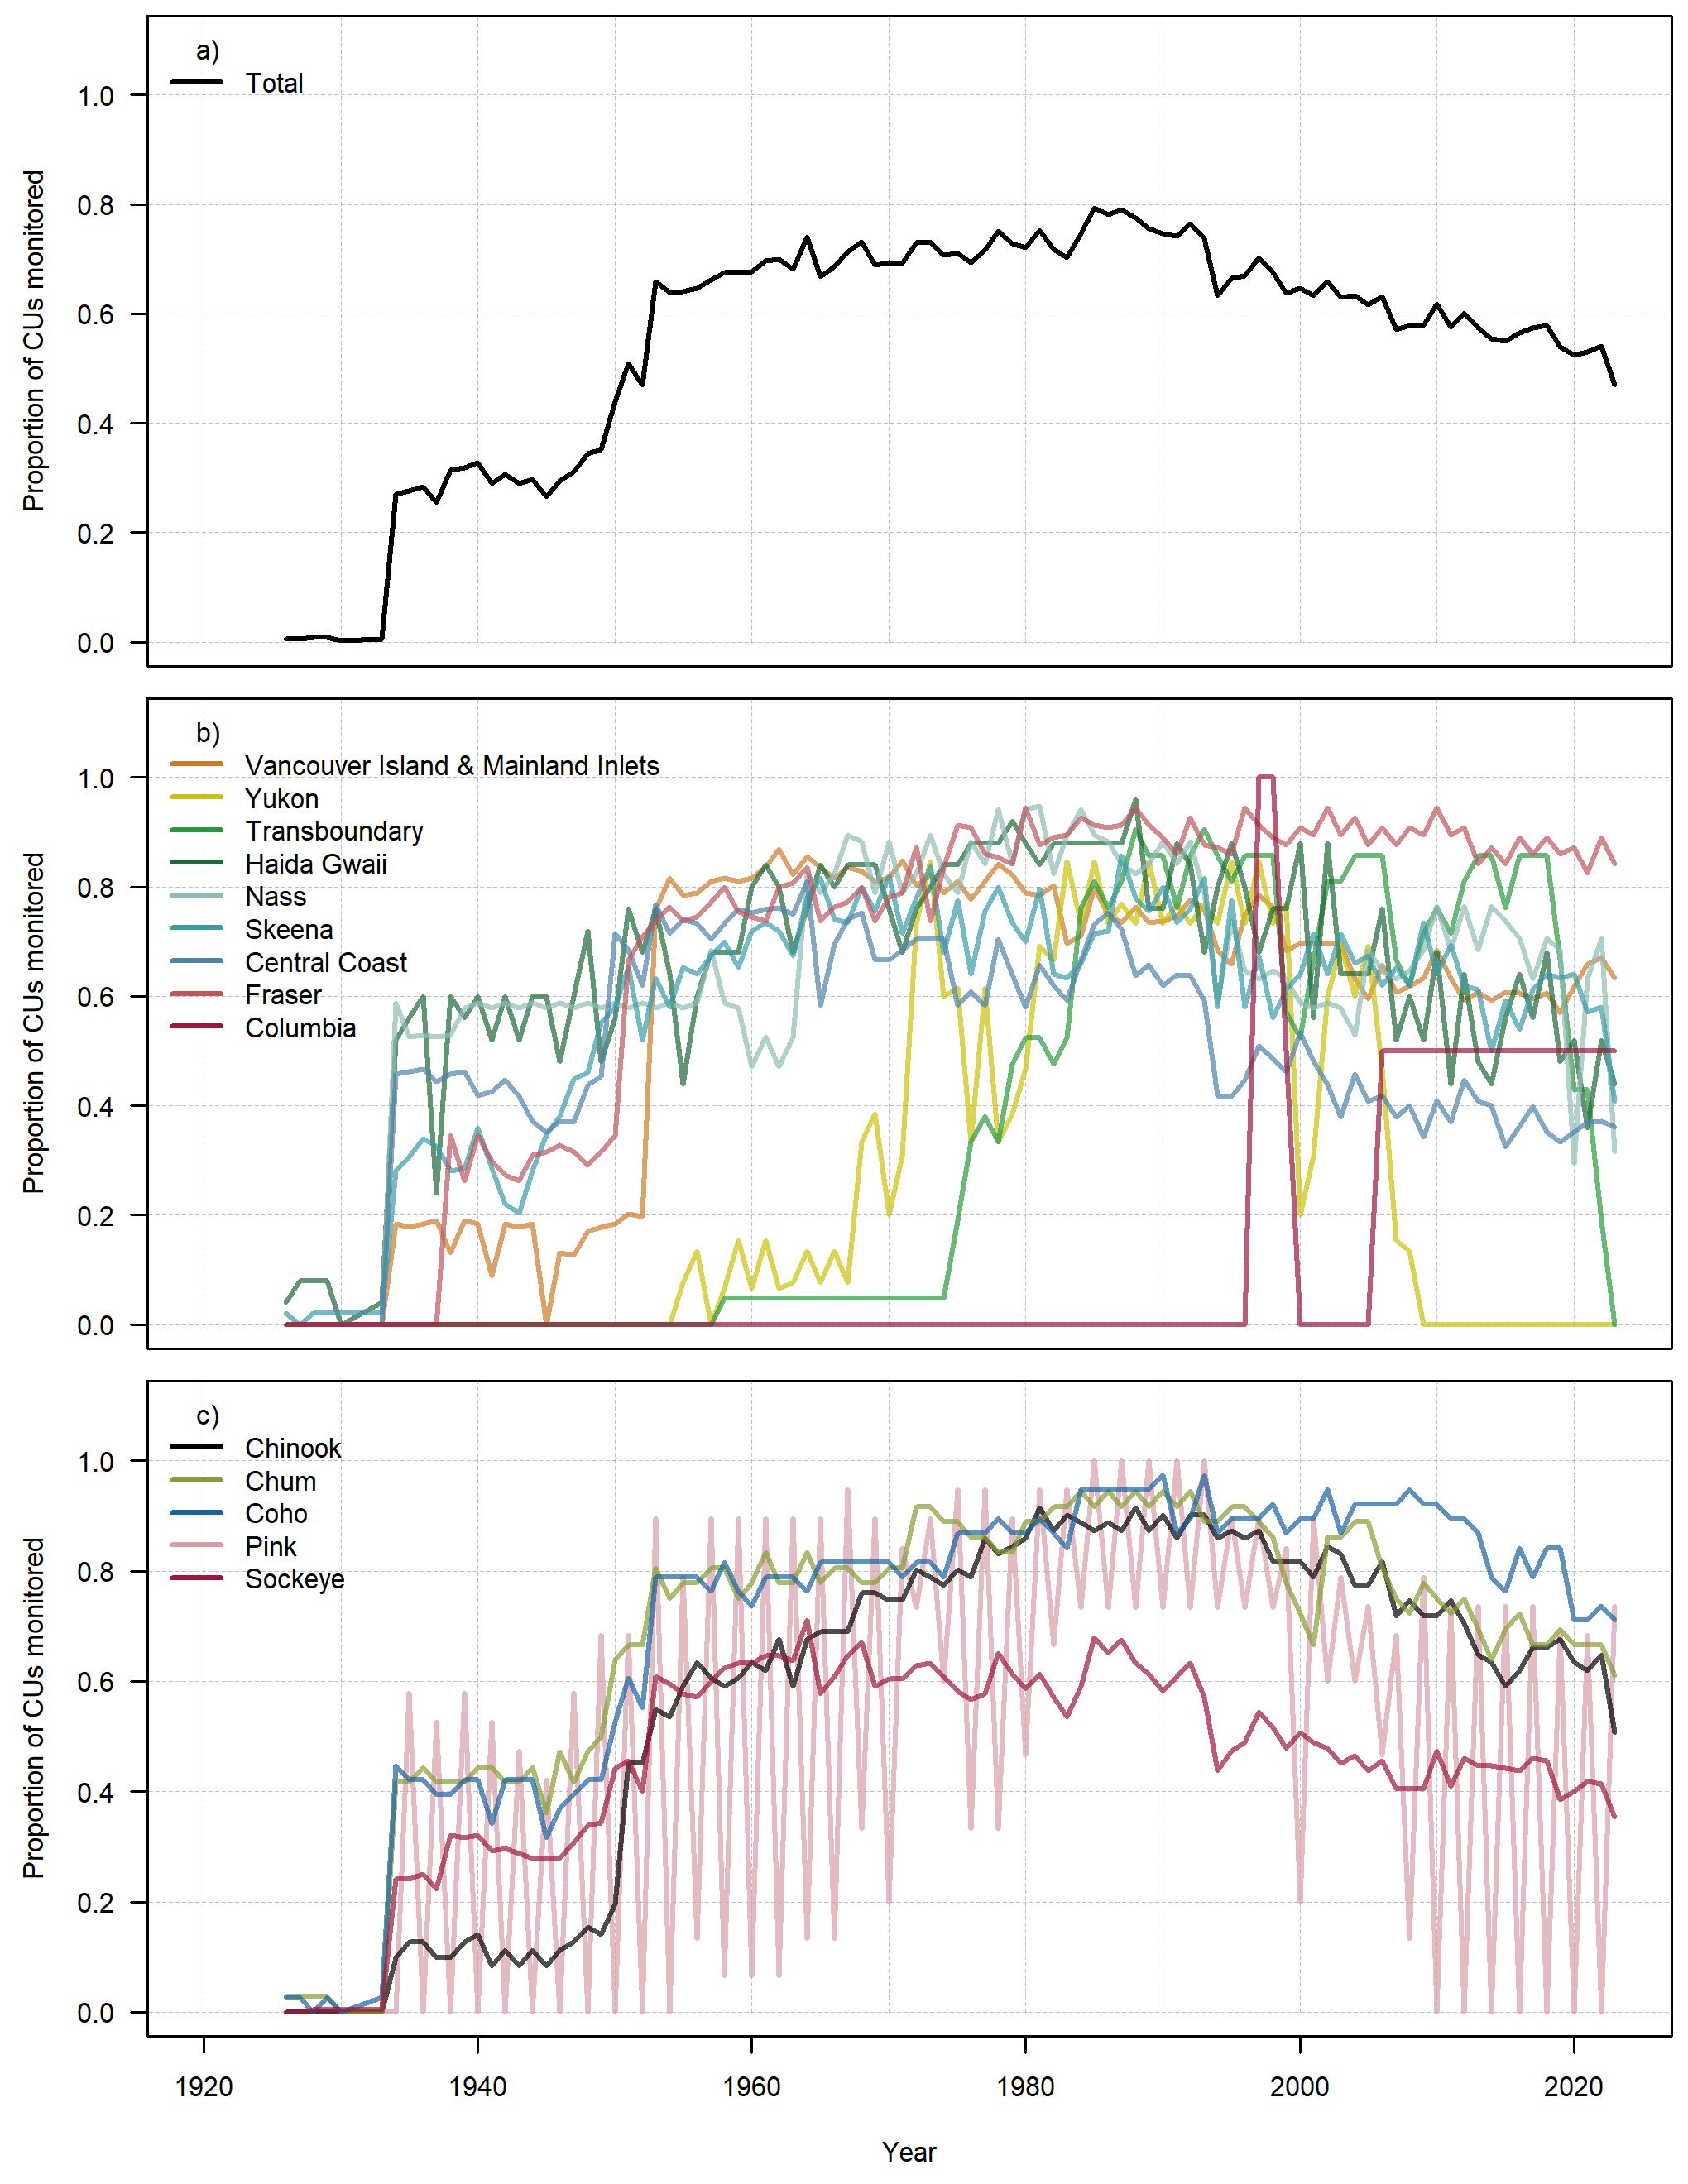 a)
Total
1.0
0.8
0.6
0.4
0.2
0.0
Proportion of CUs monitored
b)
Vancouver Island & Mainland Inlets
Yukon
Transboundary
Haida Gwaii
Nass
Skeena
Central Coast
Fraser
Columbia
1.0
0.8
0.6
0.4
0.2
0.0
Proportion of CUs monitored
c)
Chinook
Chum
Coho
Pink
Sockeye
1.0
0.8
0.6
0.4
0.2
0.0
Proportion of CUs monitored
1920 1940 1960 1980 2000 2020
Year